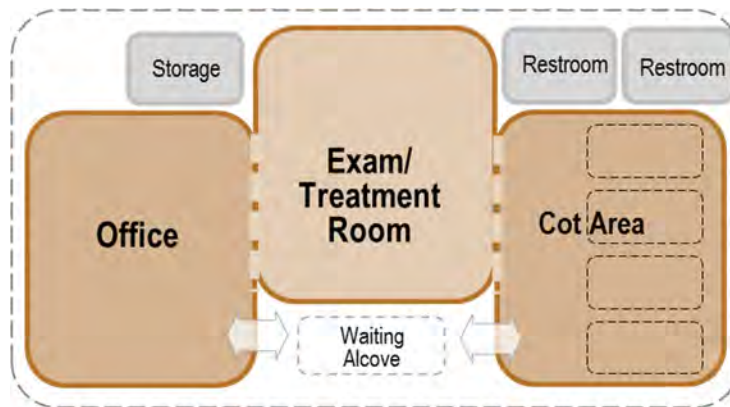 Storage
Restroom
Restroom
Exam/
Treatment
Room
Office
Cot Area
Waiting
Alcove